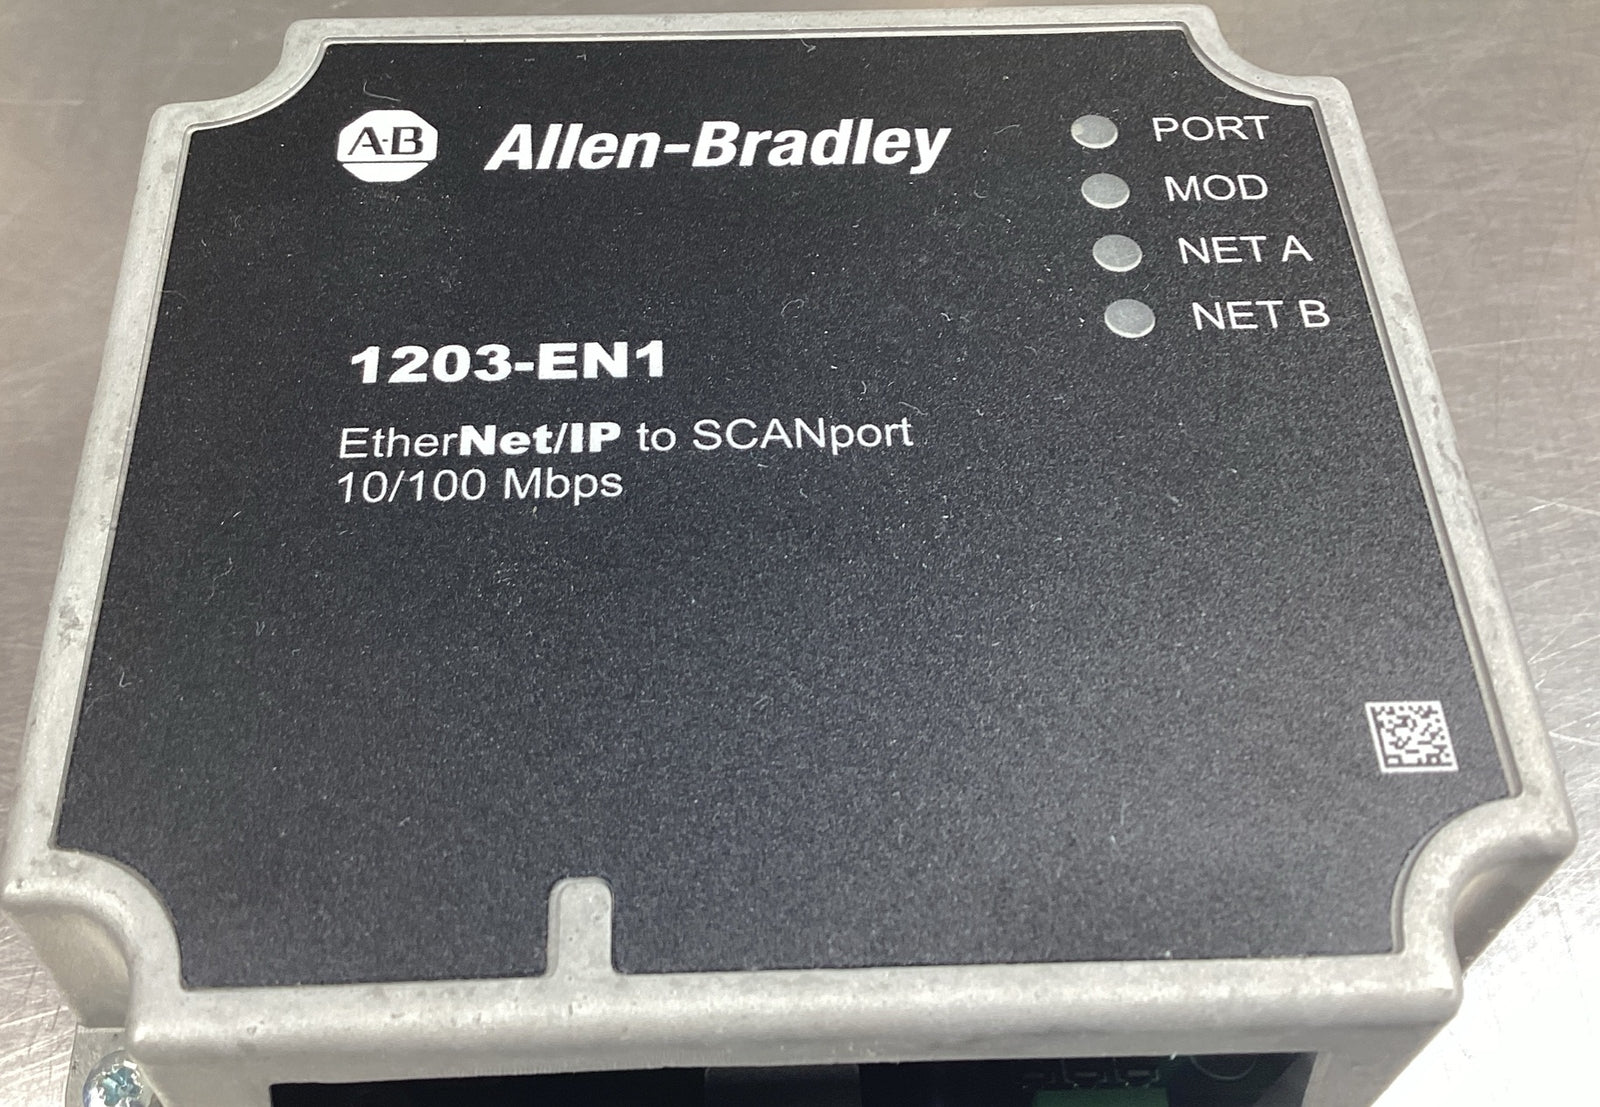 A-B Allen-Bradley
PORT
MOD
NET A
NET B
1203-EN1
EtherNet/IP to SCANport
10/100 Mbps